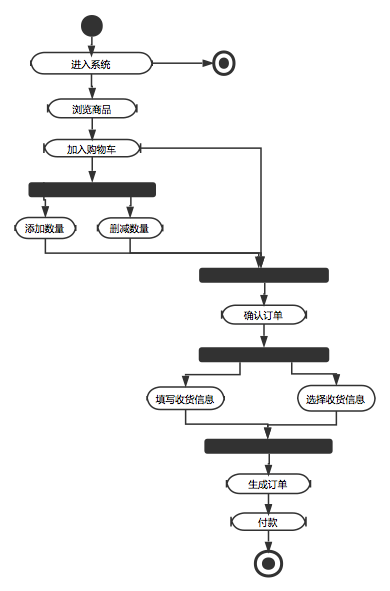 进入系统
浏览商品
加入购物车
添加数量
删减数量
确认订单
填写收货信息
选择收货信息
生成订单
付款